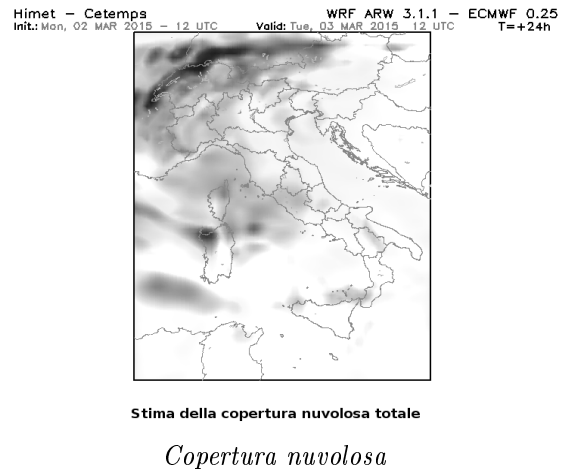 Himet – Cetemps WRF ARW 3.1.1 – ECMWF 0.25
Init.: Mon, 02 MAR 2015 – 12 UTC Valid: Tue, 03 MAR 2015 12 UTC T=+24h
Stima della copertura nuvolosa totale
Copertura nuvolosa